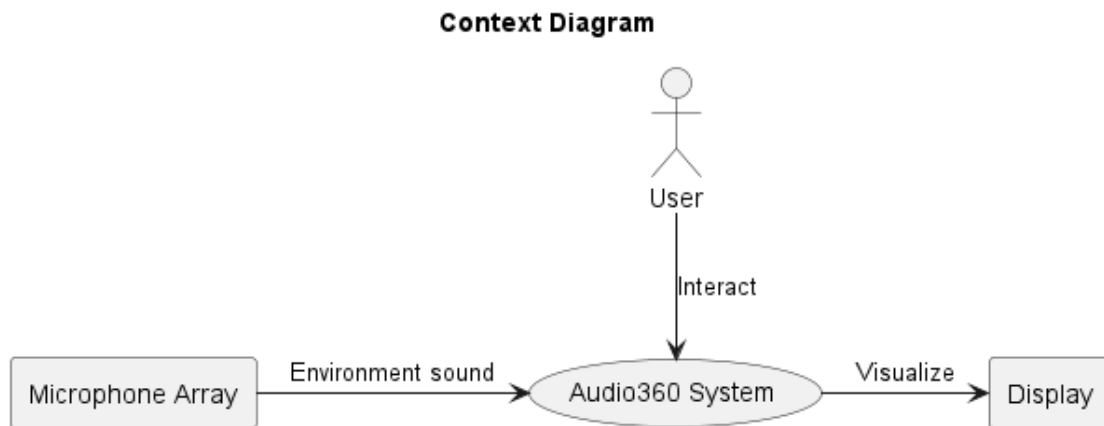 Context Diagram
User
Interact
Environment sound
Visualize
Microphone Array
Audio360 System
Display